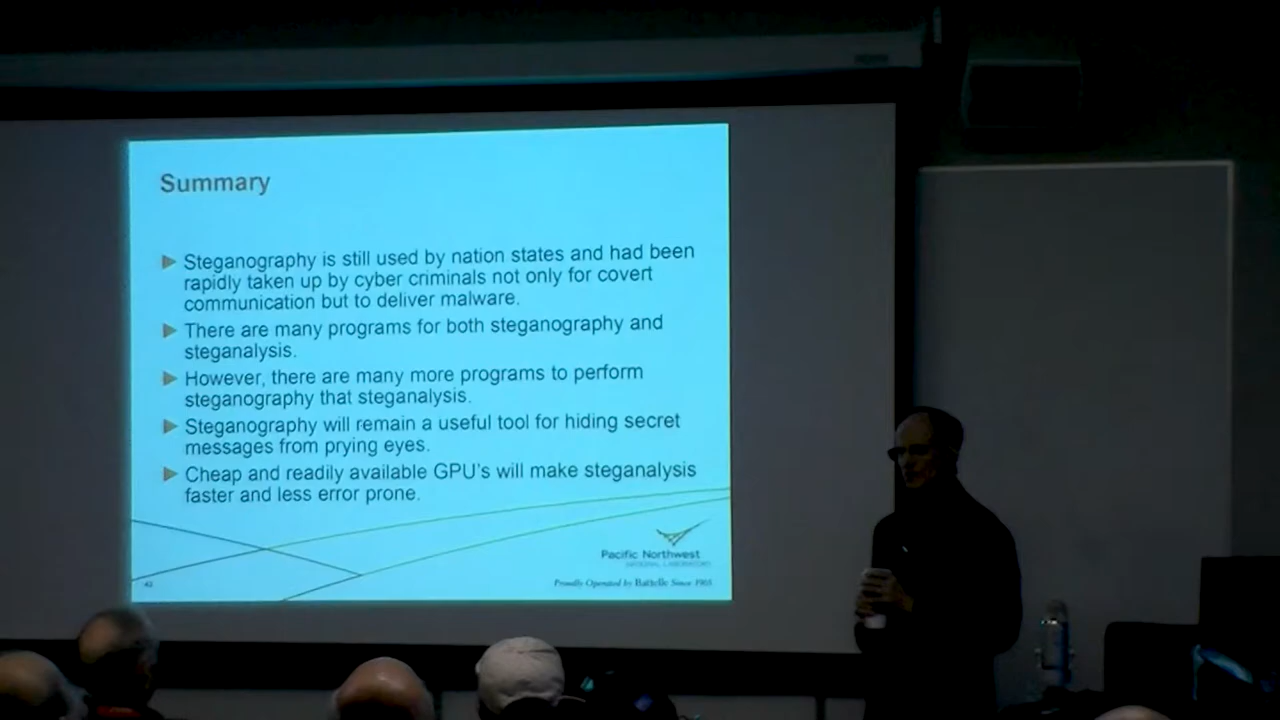 Summary
Steganography is still used by nation states and had been
rapidly taken up by cyber criminals not only for covert
communication but to deliver malware.
There are many programs for both steganography and
steganalysis.
However, there are many more programs to perform
steganography that steganalysis.
Steganography will remain a useful tool for hiding secret
messages from prying eyes.
Cheap and readily available GPU's will make steganalysis
faster and less error prone.
Pacific Northwest
NATIONAL LABORATORY
Proudly Operated by Battelle Since 1965